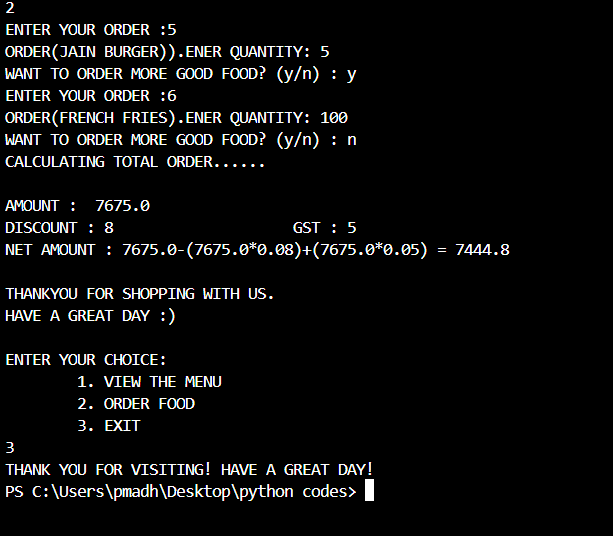 2
ENTER YOUR ORDER :5
ORDER(JAIN BURGER)).ENER QUANTITY: 5
WANT TO ORDER MORE GOOD FOOD? (y/n) : y
ENTER YOUR ORDER :6
ORDER(FRENCH FRIES).ENER QUANTITY: 100
WANT TO ORDER MORE GOOD FOOD? (y/n) : n
CALCULATING TOTAL ORDER......
AMOUNT :  7675.0
DISCOUNT : 8                    GST : 5
NET AMOUNT : 7675.0-(7675.0*0.08)+(7675.0*0.05) = 7444.8
THANKYOU FOR SHOPPING WITH US.
HAVE A GREAT DAY :)
ENTER YOUR CHOICE:
        1. VIEW THE MENU
        2. ORDER FOOD
        3. EXIT
3
THANK YOU FOR VISITING! HAVE A GREAT DAY!
PS C:\Users\pmadh\Desktop\python codes>